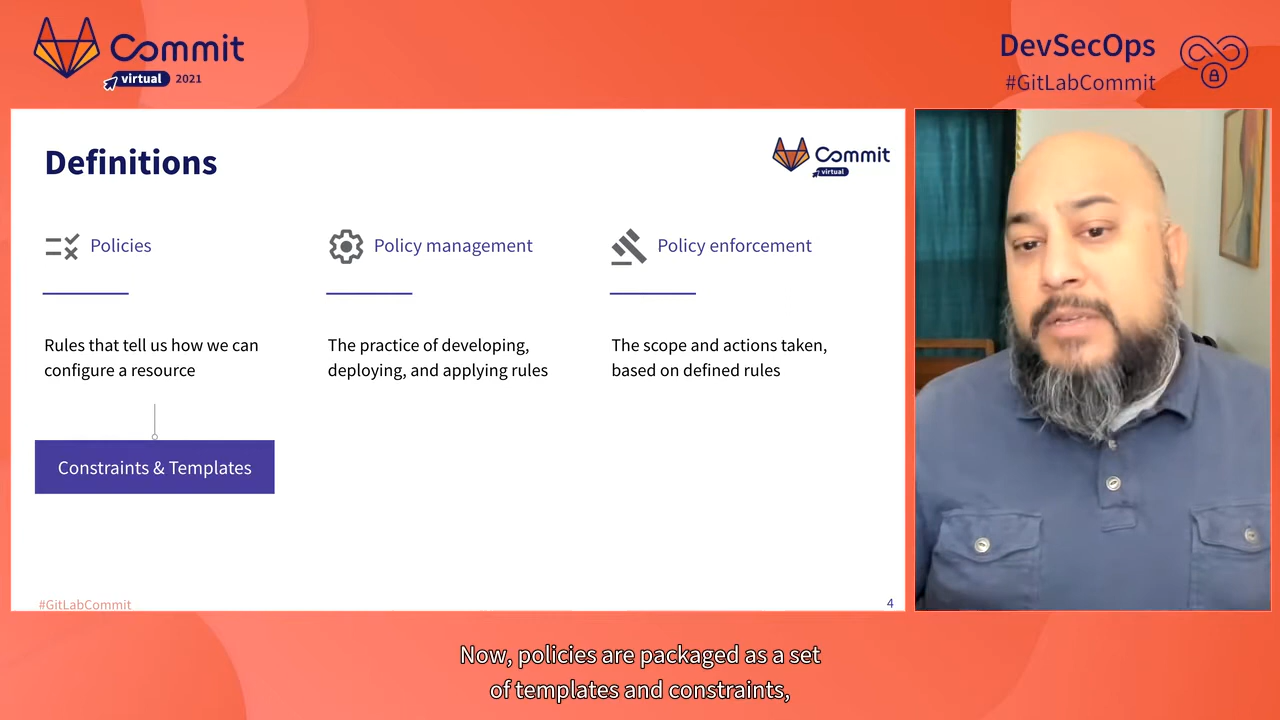 Commit
virtual 2021
DevSecOps
#GitLabCommit
Definitions
Commit
virtual
Policies
Policy management
Policy enforcement
Rules that tell us how we can
configure a resource
The practice of developing,
deploying, and applying rules
The scope and actions taken,
based on defined rules
Constraints & Templates
#GitLabCommit
4
Now, policies are packaged as a set
of templates and constraints,